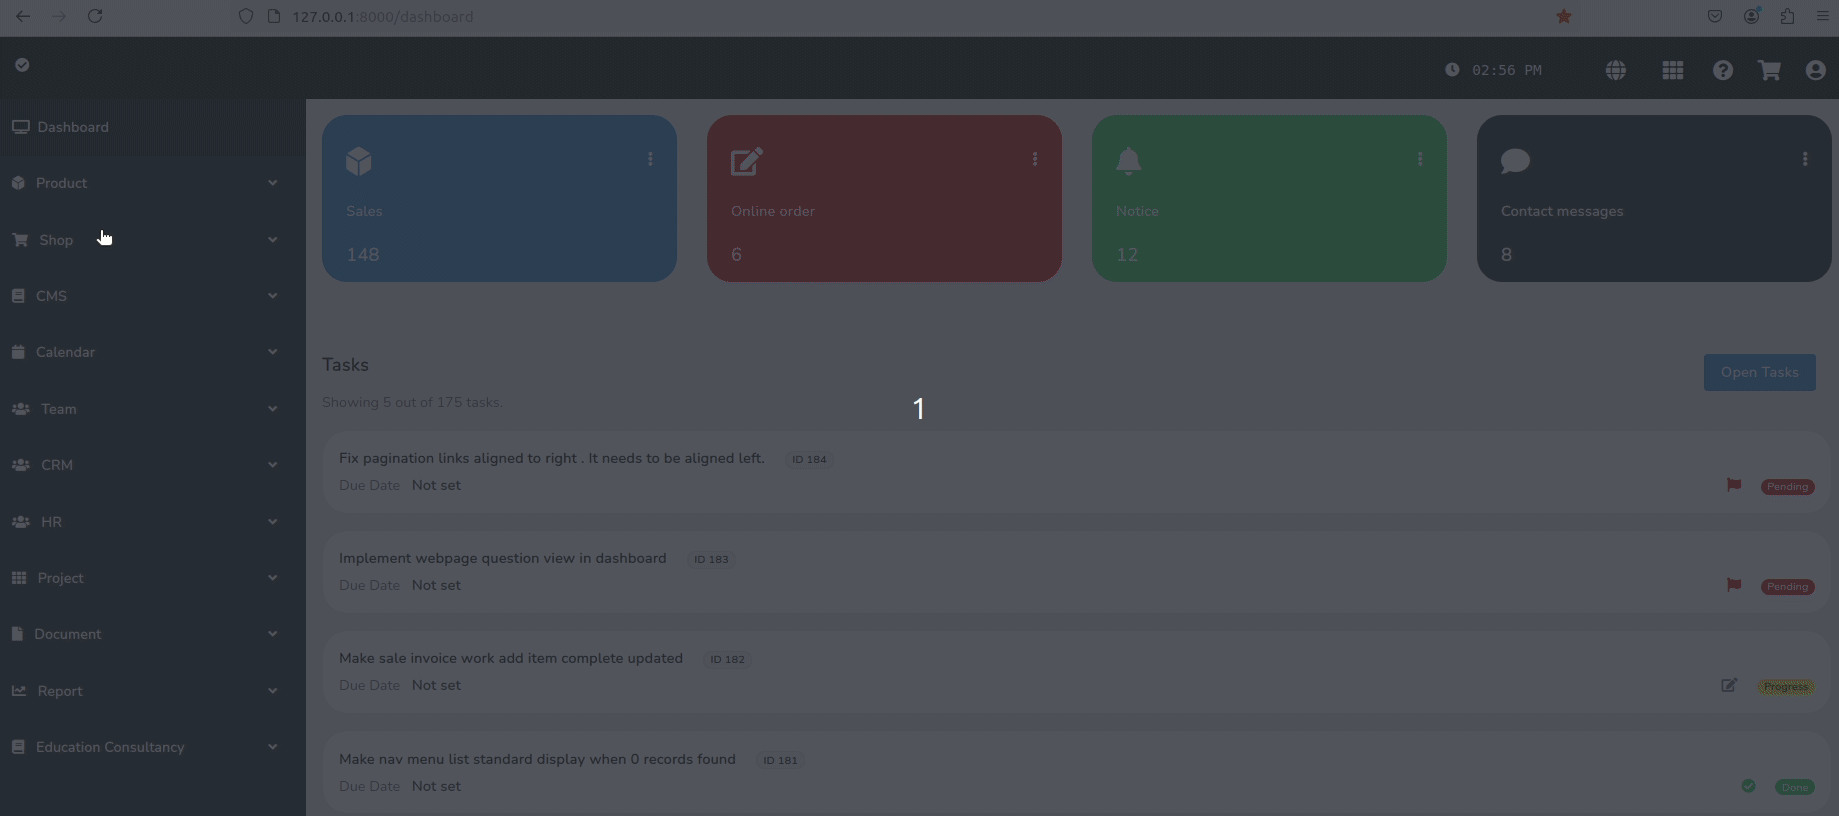 127.0.0.1:8000/dashboard
02:56 PM
Dashboard
Product
Shop
CMS
Calendar
Team
CRM
HR
Project
Document
Report
Education Consultancy
Sales
148
Online order
6
Notice
12
Contact messages
8
Tasks
Open Tasks
Showing 5 out of 175 tasks.
1
Fix pagination links aligned to right . It needs to be aligned left. ID 184
Due Date Not set
Pending
Implement webpage question view in dashboard ID 183
Due Date Not set
Pending
Make sale invoice work add item complete updated ID 182
Due Date Not set
Progress
Make nav menu list standard display when 0 records found ID 181
Due Date Not set
Done